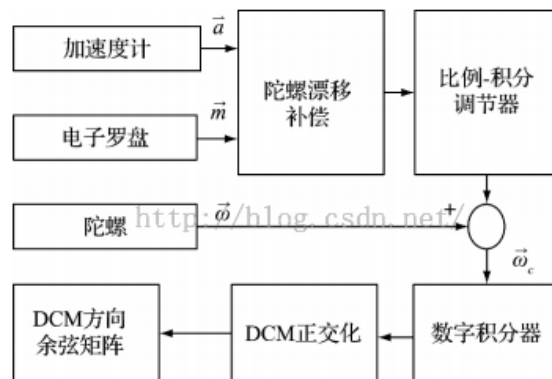 加速度计
a
陀螺漂移
补偿
比例-积分
调节器
电子罗盘
m
陀螺
ω
+
http://blog.csdn.net/
ωc
DCM方向
余弦矩阵
DCM正交化
数字积分器